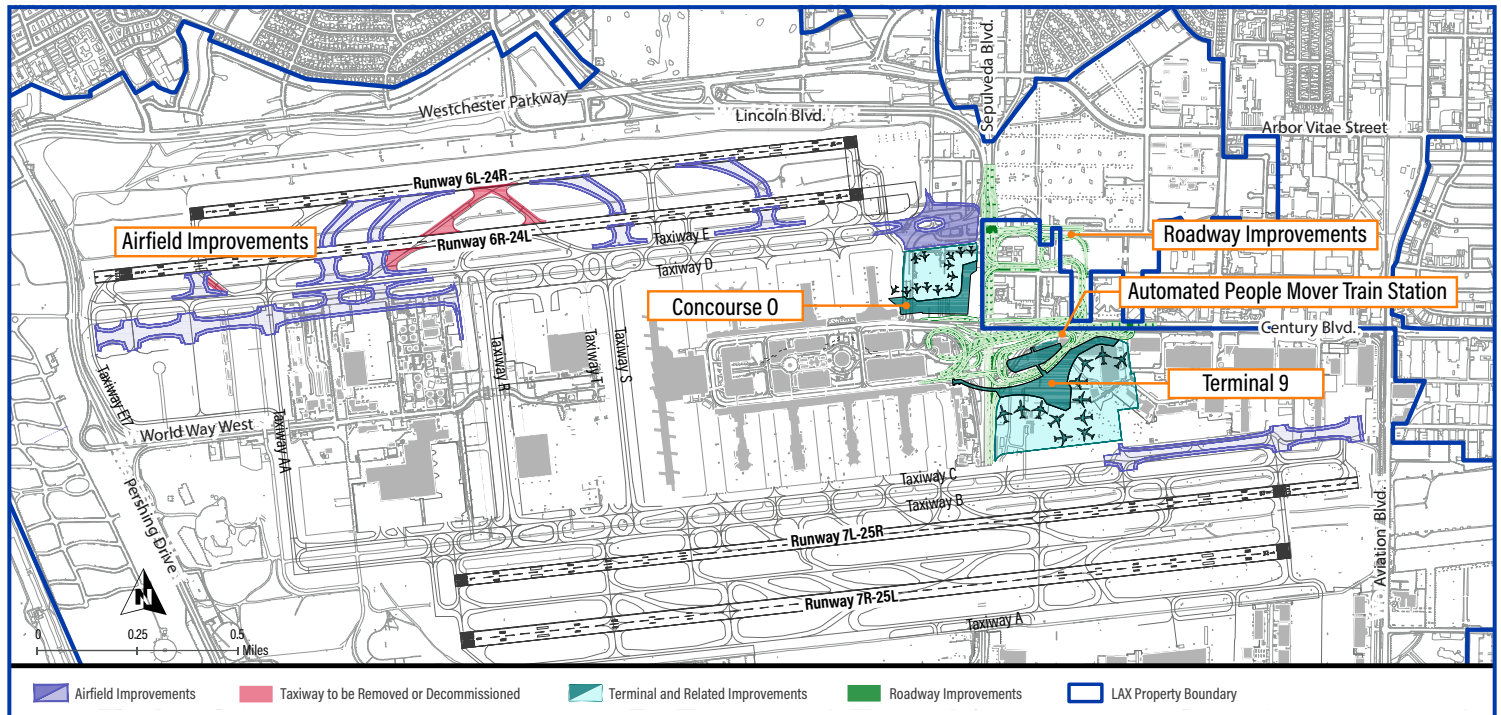 Sepulveda Blvd.
Westchester Parkway
Lincoln Blvd.
Arbor Vitae Street
Runway 6L-24R
Airfield Improvements
Runway 6R-24L
Taxiway E
Taxiway D
Roadway Improvements
Concourse 0
Automated People Mover Train Station
Century Blvd.
Terminal 9
Taxiway E17
World Way West
Taxiway AA
Taxiway R
Taxiway T
Taxiway S
Taxiway C
Taxiway B
Pershing Drive
Runway 7L-25R
Runway 7R-25L
Taxiway A
Aviation Blvd.
N
0 0.25 0.5
Miles
Airfield Improvements
Taxiway to be Removed or Decommissioned
Terminal and Related Improvements
Roadway Improvements
LAX Property Boundary